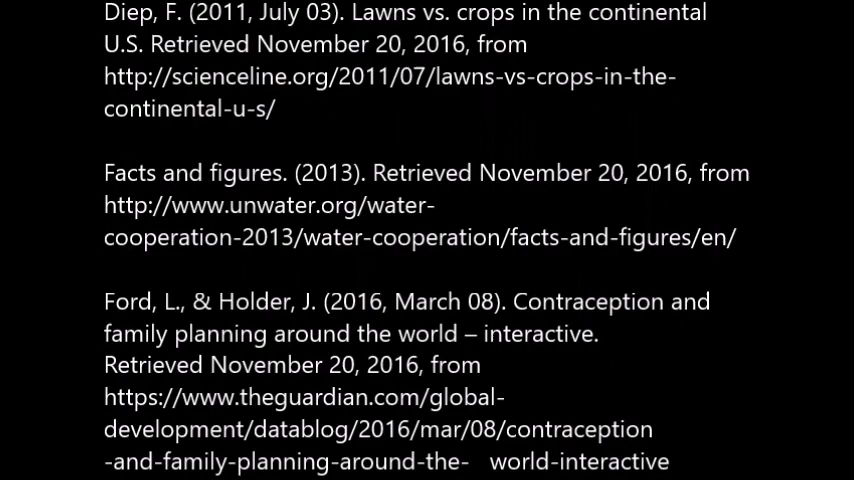 Diep, F. (2011, July 03). Lawns vs. crops in the continental
U.S. Retrieved November 20, 2016, from
http://scienceline.org/2011/07/lawns-vs-crops-in-the-
continental-u-s/
Facts and figures. (2013). Retrieved November 20, 2016, from
http://www.unwater.org/water-
cooperation-2013/water-cooperation/facts-and-figures/en/
Ford, L., & Holder, J. (2016, March 08). Contraception and
family planning around the world – interactive.
Retrieved November 20, 2016, from
https://www.theguardian.com/global-
development/datablog/2016/mar/08/contraception
-and-family-planning-around-the- world-interactive